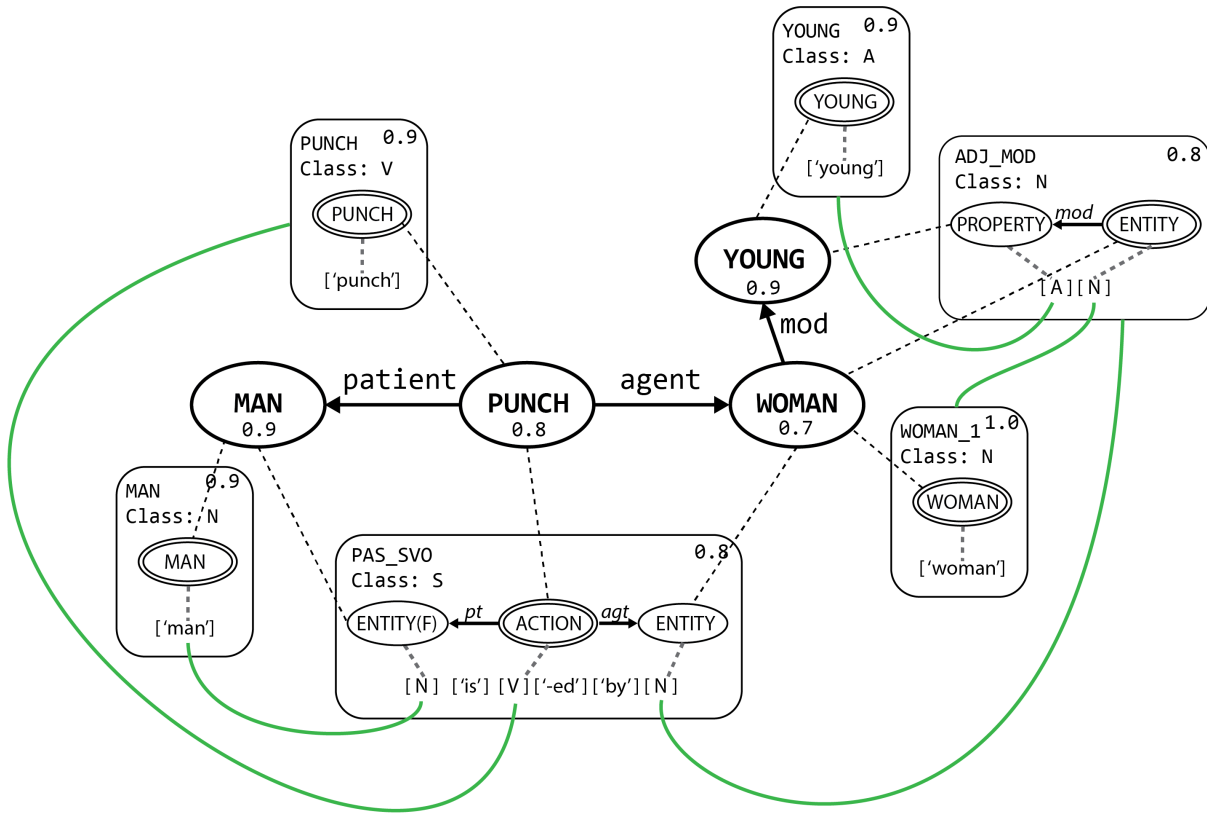 YOUNG 0.9
Class: A
YOUNG
['young']
PUNCH 0.9
Class: V
PUNCH
['punch']
ADJ_MOD 0.8
Class: N
PROPERTY mod ENTITY
[A][N]
YOUNG
0.9
mod
MAN
0.9
patient
PUNCH
0.8
agent
WOMAN
0.7
WOMAN_1 1.0
Class: N
WOMAN
['woman']
MAN 0.9
Class: N
MAN
['man']
PAS_SVO 0.8
Class: S
ENTITY(F) pt ACTION agt ENTITY
[N] ['is'] [V] ['-ed'] ['by'] [N]